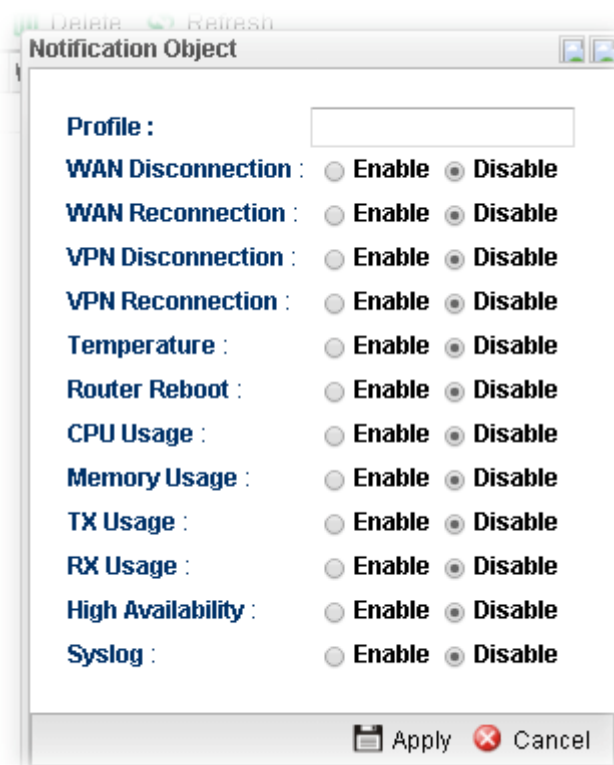 Delete Refresh
Notification Object
Profile :
WAN Disconnection : Enable Disable
WAN Reconnection : Enable Disable
VPN Disconnection : Enable Disable
VPN Reconnection : Enable Disable
Temperature : Enable Disable
Router Reboot : Enable Disable
CPU Usage : Enable Disable
Memory Usage : Enable Disable
TX Usage : Enable Disable
RX Usage : Enable Disable
High Availability : Enable Disable
Syslog : Enable Disable
Apply Cancel